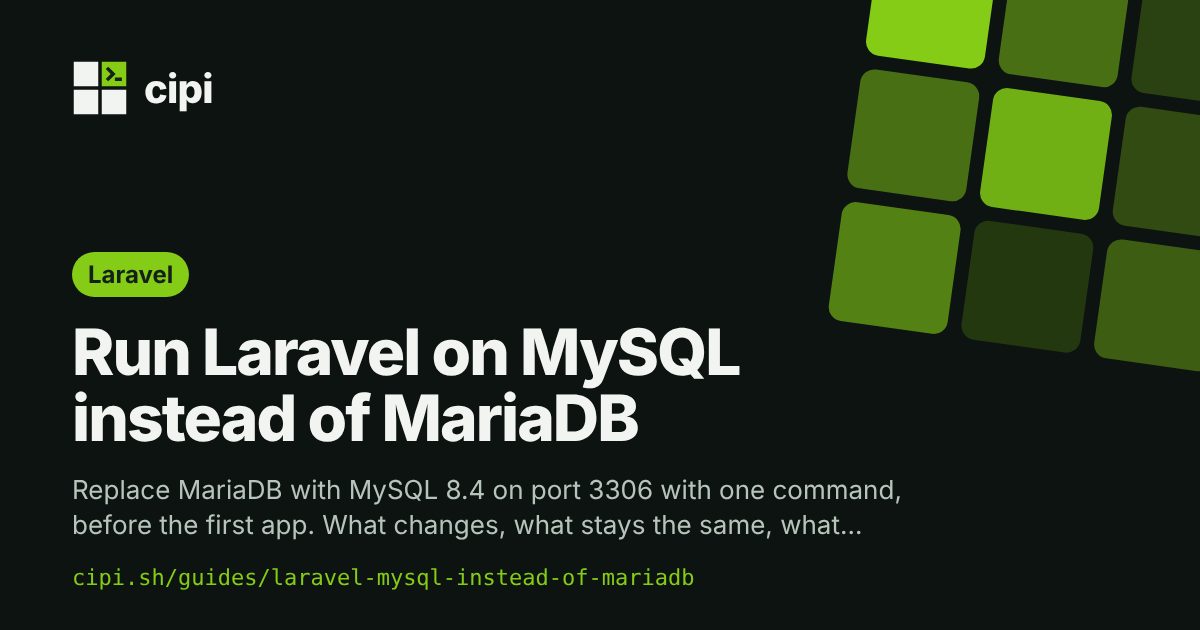 cipi
Laravel
Run Laravel on MySQL
instead of MariaDB
Replace MariaDB with MySQL 8.4 on port 3306 with one command,
before the first app. What changes, what stays the same, what...
cipi.sh/guides/laravel-mysql-instead-of-mariadb